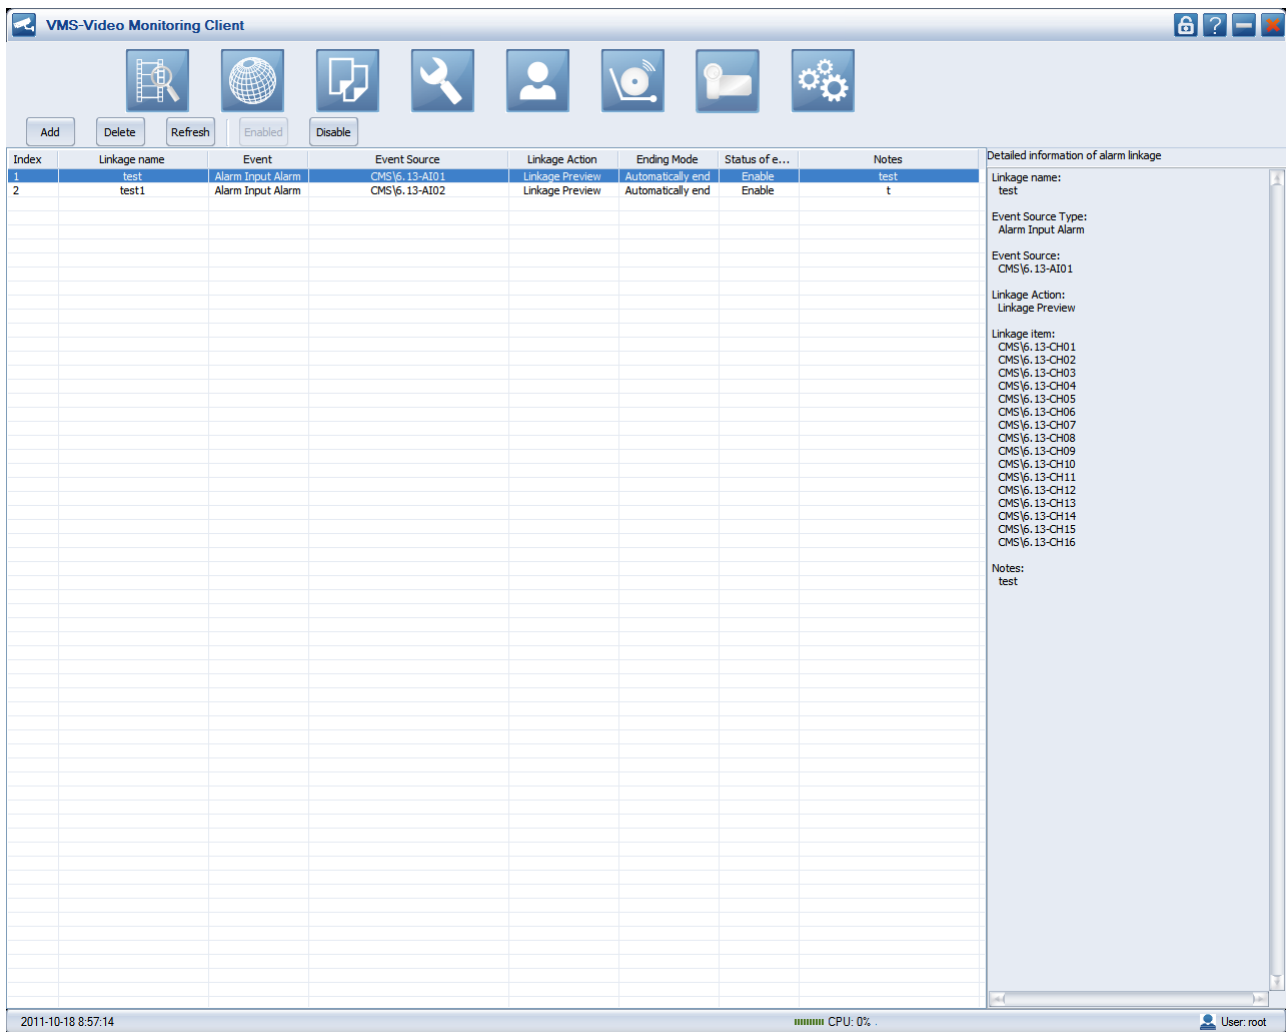 VMS-Video Monitoring Client
Add Delete Refresh Enabled Disable
Index Linkage name Event Event Source Linkage Action Ending Mode Status of e... Notes
1 test Alarm Input Alarm CMS\6.13-AI01 Linkage Preview Automatically end Enable test
2 test1 Alarm Input Alarm CMS\6.13-AI02 Linkage Preview Automatically end Enable t
Detailed information of alarm linkage
Linkage name:
test
Event Source Type:
Alarm Input Alarm
Event Source:
CMS\6.13-AI01
Linkage Action:
Linkage Preview
Linkage item:
CMS\6.13-CH01
CMS\6.13-CH02
CMS\6.13-CH03
CMS\6.13-CH04
CMS\6.13-CH05
CMS\6.13-CH06
CMS\6.13-CH07
CMS\6.13-CH08
CMS\6.13-CH09
CMS\6.13-CH10
CMS\6.13-CH11
CMS\6.13-CH12
CMS\6.13-CH13
CMS\6.13-CH14
CMS\6.13-CH15
CMS\6.13-CH16
Notes:
test
2011-10-18 8:57:14 CPU: 0% . User: root